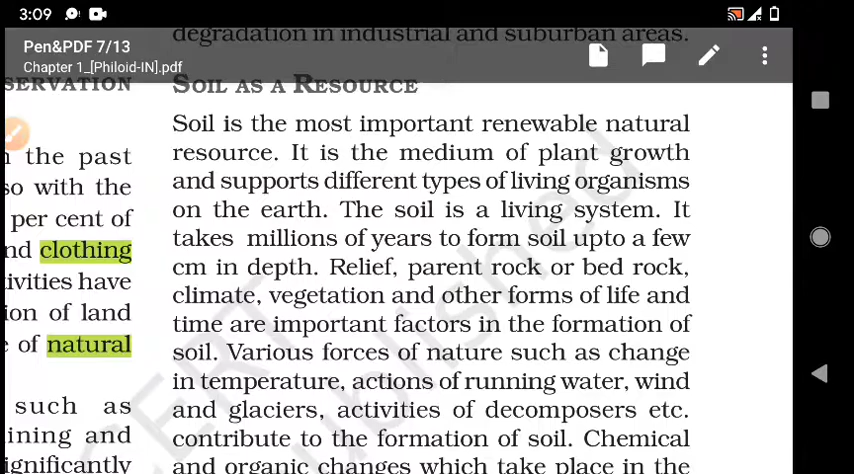 3:09
Pen&PDF 7/13
Chapter 1_[Philoid-IN].pdf
degradation in industrial and suburban areas.
SERVATION
n the past
so with the
per cent of
nd clothing
tivities have
ion of land
e of natural
such as
ining and
ignificantly
SOIL AS A RESOURCE
Soil is the most important renewable natural
resource. It is the medium of plant growth
and supports different types of living organisms
on the earth. The soil is a living system. It
takes millions of years to form soil upto a few
cm in depth. Relief, parent rock or bed rock,
climate, vegetation and other forms of life and
time are important factors in the formation of
soil. Various forces of nature such as change
in temperature, actions of running water, wind
and glaciers, activities of decomposers etc.
contribute to the formation of soil. Chemical
and organic changes which take place in the